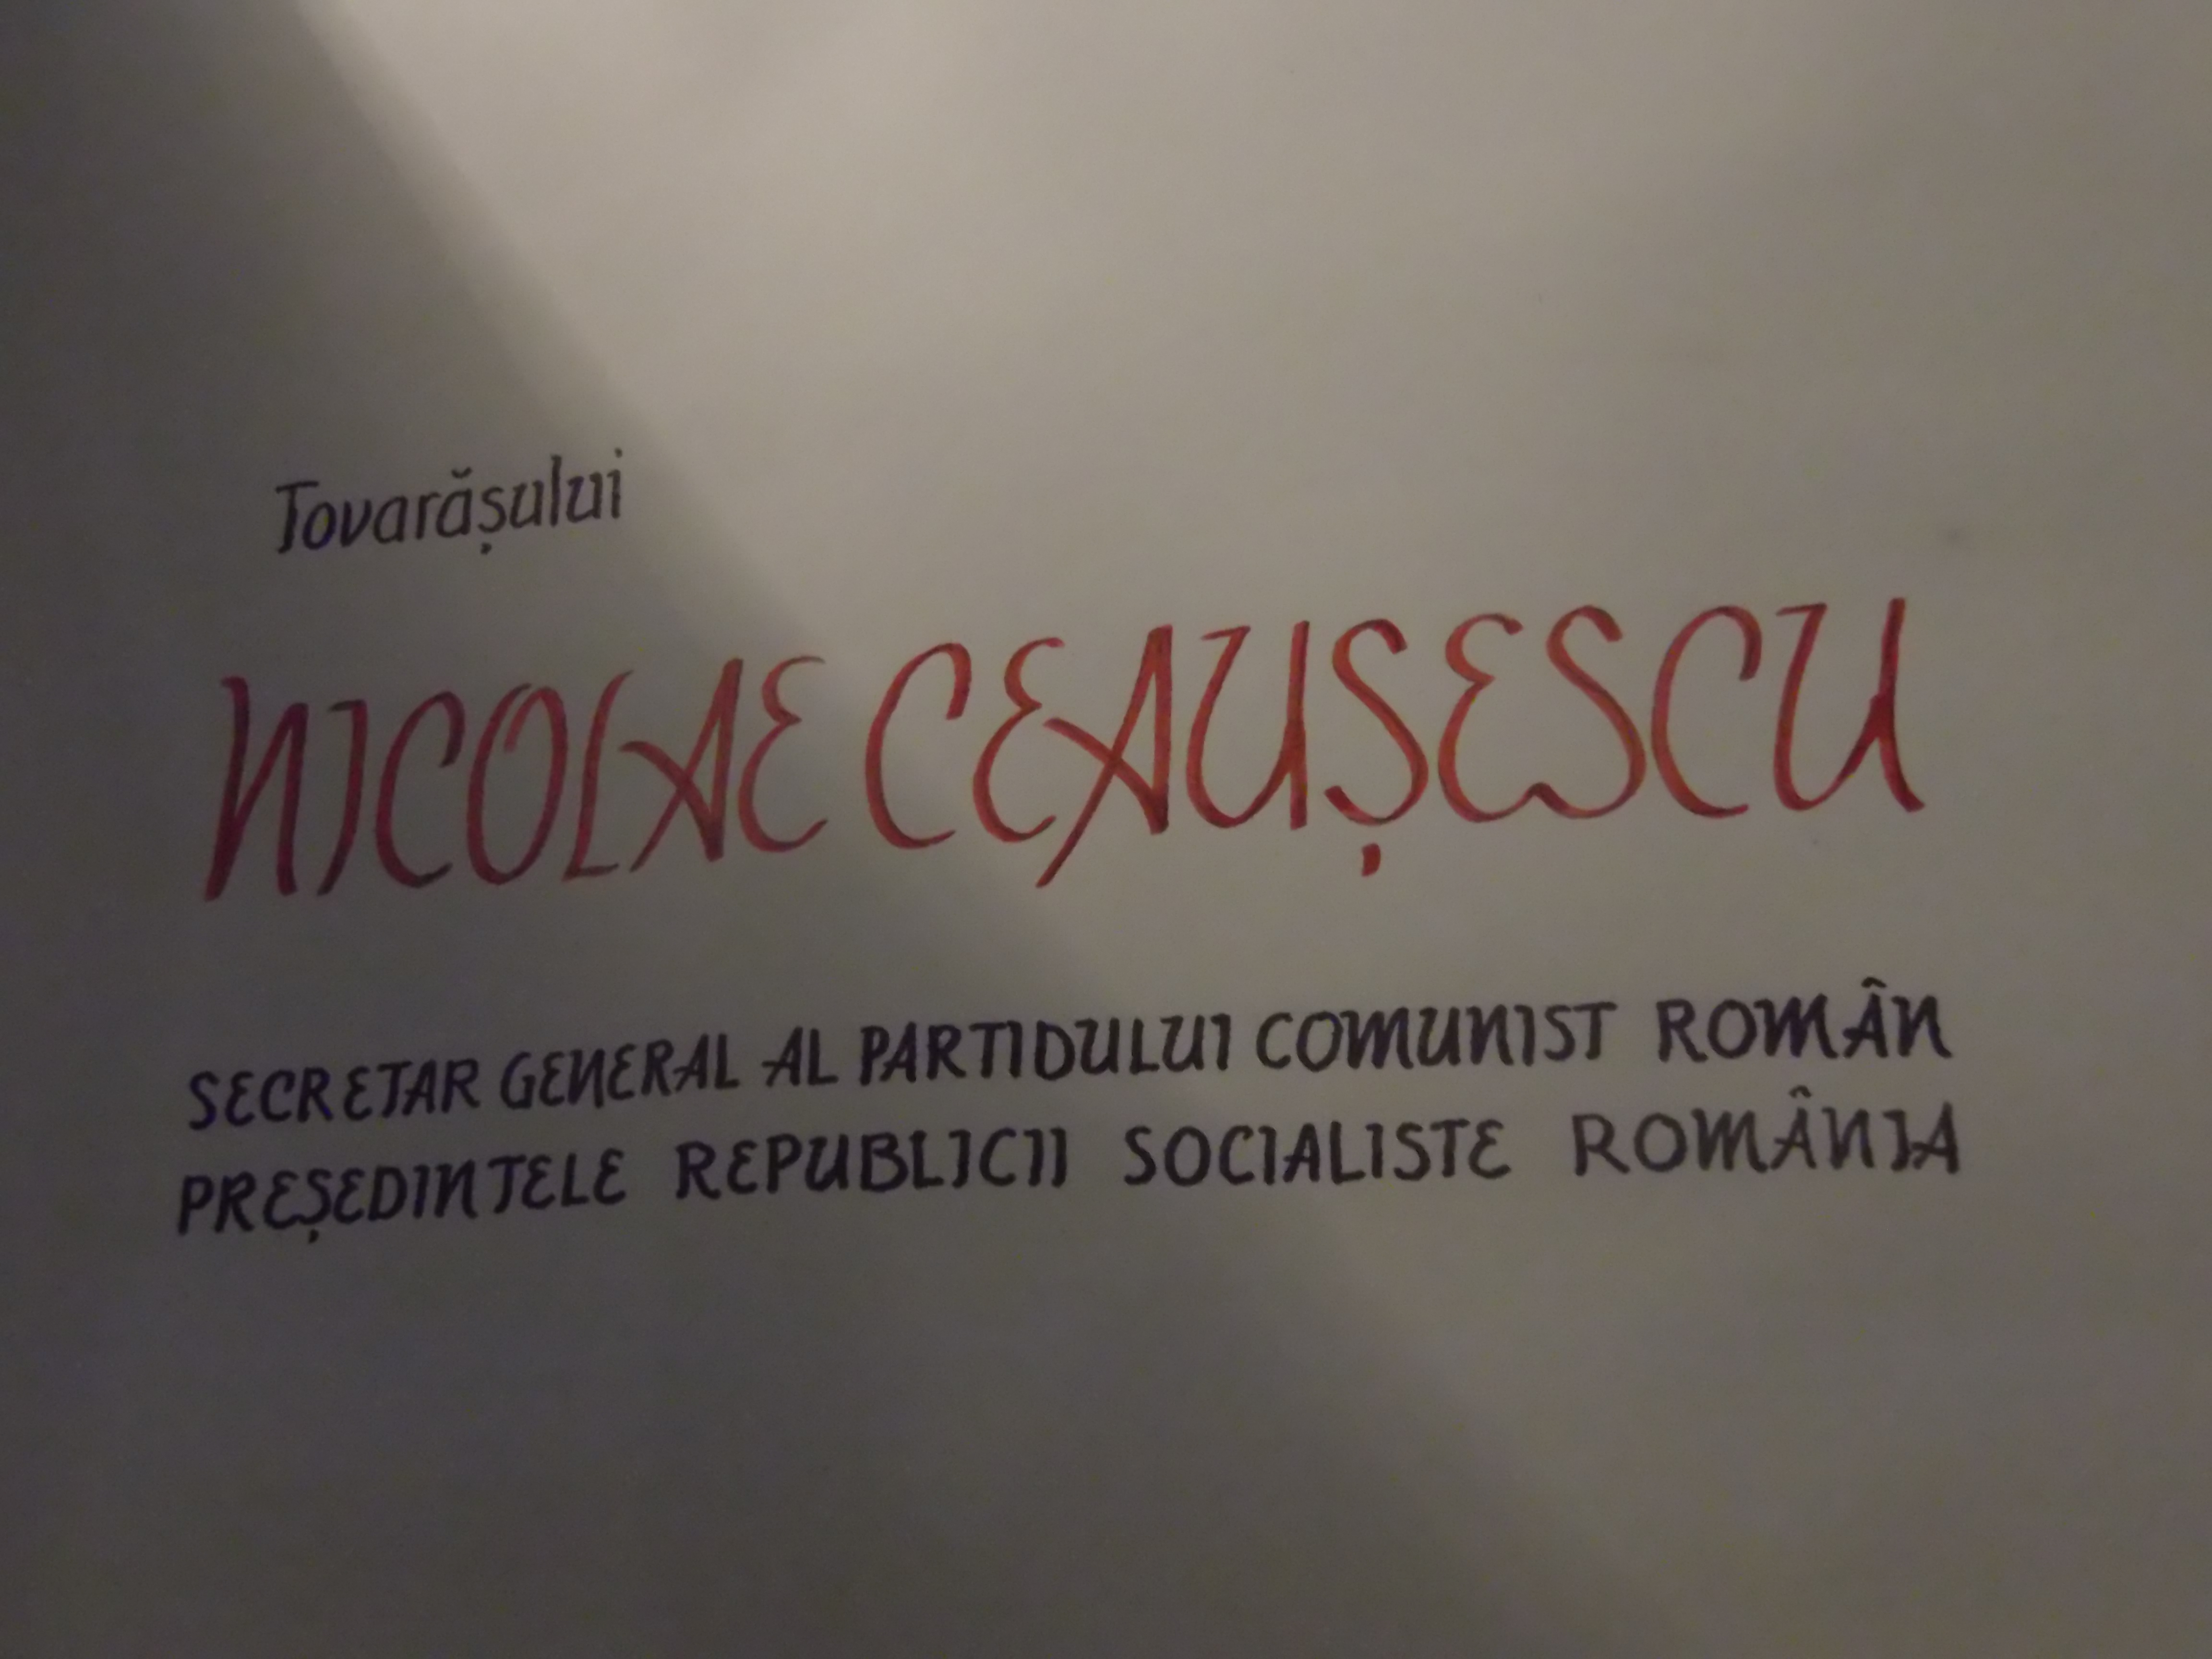 Tovarășului
NICOLAE CEAUȘESCU
SECRETAR GENERAL AL PARTIDULUI COMUNIST ROMÂN
PREȘEDINTELE REPUBLICII SOCIALISTE ROMÂNIA